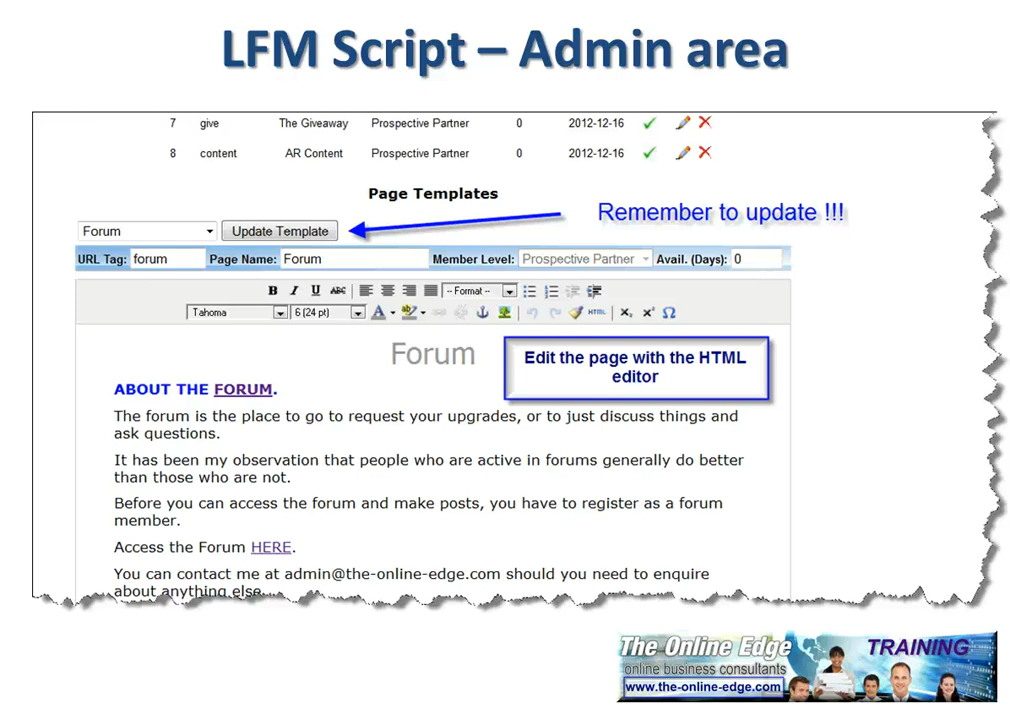 LFM Script – Admin area
7 give The Giveaway Prospective Partner 0 2012-12-16
8 content AR Content Prospective Partner 0 2012-12-16
Page Templates
Remember to update !!!
Forum Update Template
URL Tag: forum Page Name: Forum Member Level: Prospective Partner Avail. (Days): 0
B I U ABC -- Format --
Tahoma 6 (24 pt) A HTML X₂ X² Ω
Forum
Edit the page with the HTML
editor
ABOUT THE FORUM.
The forum is the place to go to request your upgrades, or to just discuss things and
ask questions.
It has been my observation that people who are active in forums generally do better
than those who are not.
Before you can access the forum and make posts, you have to register as a forum
member.
Access the Forum HERE.
You can contact me at admin@the-online-edge.com should you need to enquire
about anything else.
The Online Edge TRAINING
online business consultants
www.the-online-edge.com